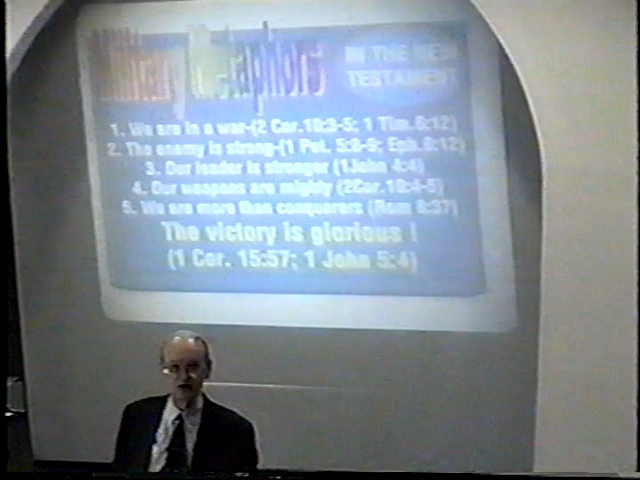 Military Metaphors
IN THE NEW
TESTAMENT
1. We are in a war-(2 Cor.10:3-5; 1 Tim.6:12)
2. The enemy is strong-(1 Pet. 5:8-9; Eph.6:12)
3. Our leader is stronger (1John 4:4)
4. Our weapons are mighty (2Cor.10:4-5)
5. We are more than conquerors (Rom 8:37)
The victory is glorious !
(1 Cor. 15:57; 1 John 5:4)